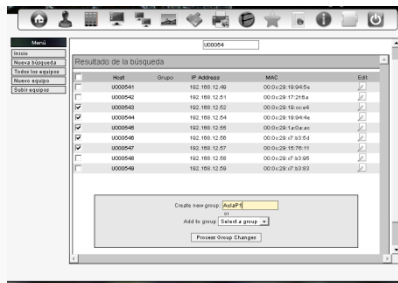 Menú
Inicio
Nueva búsqueda
Todos los equipos
Nuevo equipo
Subir equipos
U00054
Resultado de la búsqueda
Host Grupo IP Address MAC Edit
U000541 192.168.12.49
U000542 192.168.12.51
U000543 192.168.12.52
U000544 192.168.12.54
U000545 192.168.12.55
U000546 192.168.12.56
U000547 192.168.12.57
U000548 192.168.12.58
U000549 192.168.12.59
Create new group: AulaP1
or
Add to group: Select a group
Process Group Changes